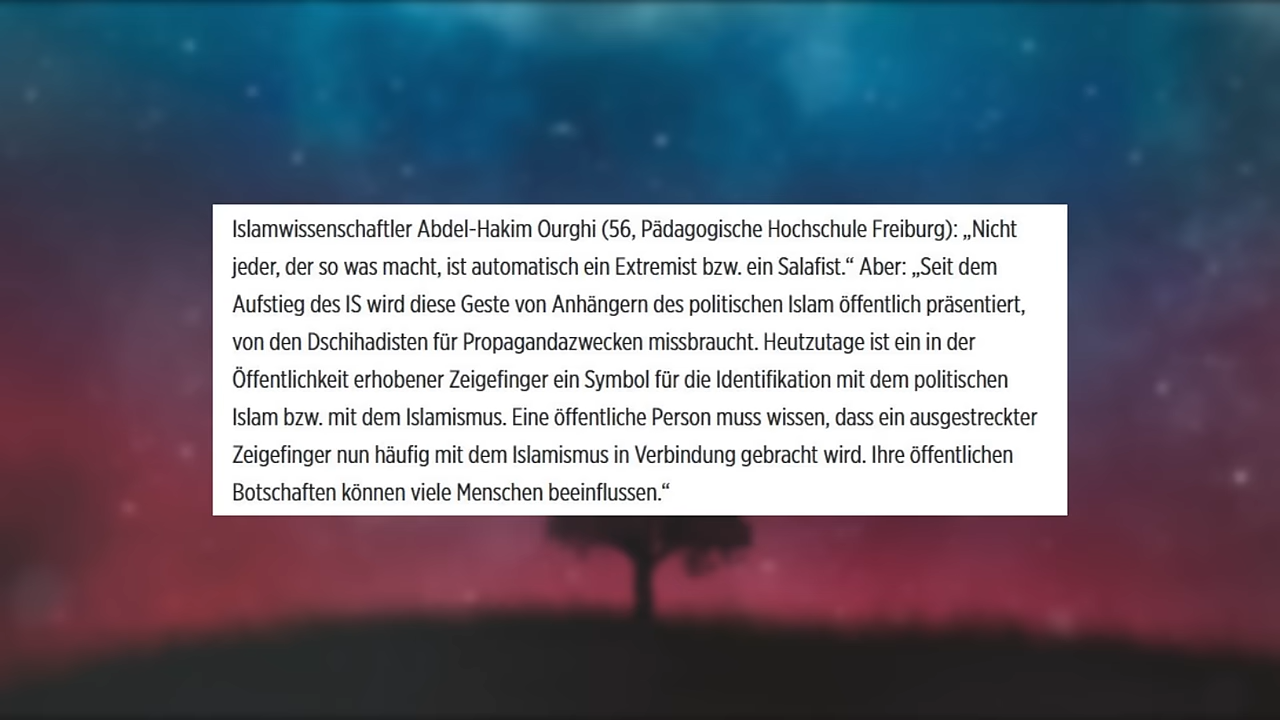 Islamwissenschaftler Abdel-Hakim Ourghi (56, Pädagogische Hochschule Freiburg): „Nicht
jeder, der so was macht, ist automatisch ein Extremist bzw. ein Salafist.“ Aber: „Seit dem
Aufstieg des IS wird diese Geste von Anhängern des politischen Islam öffentlich präsentiert,
von den Dschihadisten für Propagandazwecken missbraucht. Heutzutage ist ein in der
Öffentlichkeit erhobener Zeigefinger ein Symbol für die Identifikation mit dem politischen
Islam bzw. mit dem Islamismus. Eine öffentliche Person muss wissen, dass ein ausgestreckter
Zeigefinger nun häufig mit dem Islamismus in Verbindung gebracht wird. Ihre öffentlichen
Botschaften können viele Menschen beeinflussen.“